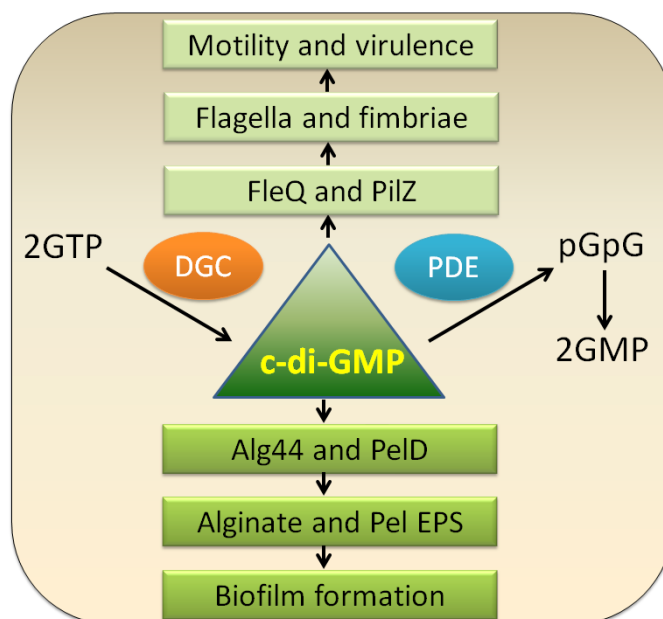 Motility and virulence
Flagella and fimbriae
FleQ and PilZ
2GTP
DGC
PDE
pGpG
2GMP
c-di-GMP
Alg44 and PelD
Alginate and Pel EPS
Biofilm formation